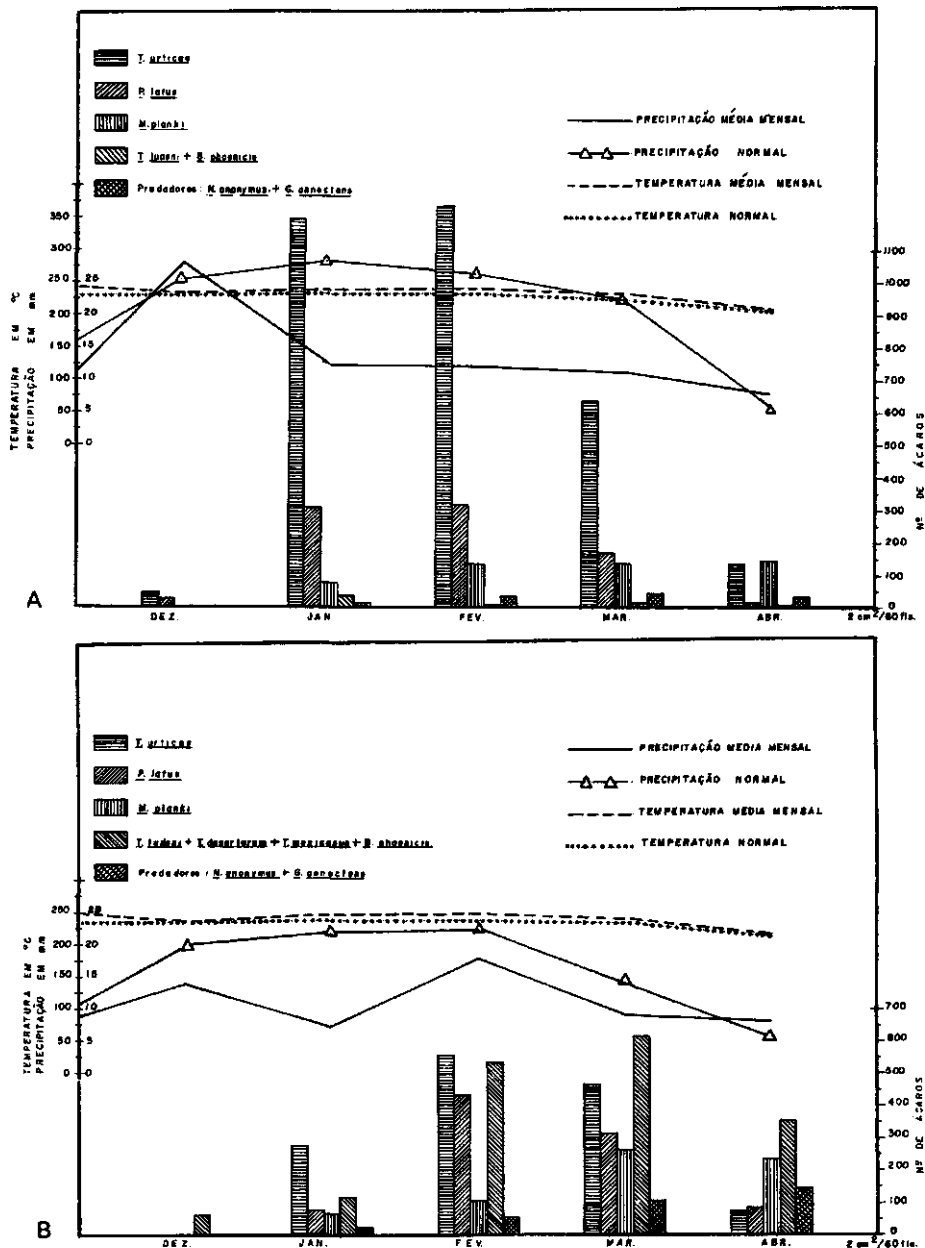 T. urticae
P. latus
M. planki
T. ludeni + B. phoenicis
Predadores: N. anonymus + G. connectens
PRECIPITAÇÃO MÉDIA MENSAL
PRECIPITAÇÃO NORMAL
TEMPERATURA MÉDIA MENSAL
TEMPERATURA NORMAL
TEMPERATURA EM ºC
PRECIPITAÇÃO EM mm
350
300
250 25
200 20
150 15
100 10
50 5
0 0
1100
1000
900
800
700
600
500
400
300
200
100
0
Nº DE ÁCAROS
A
DEZ. JAN. FEV. MAR. ABR. 2 cm²/60 fls.
T. urticae
P. latus
M. planki
T. ludeni + T. desertorum + T. mexicanus + B. phoenicis
Predadores: N. anonymus + G. connectens
PRECIPITAÇÃO MEDIA MENSAL
PRECIPITAÇÃO NORMAL
TEMPERATURA MÉDIA MENSAL
TEMPERATURA NORMAL
TEMPERATURA EM ºC
PRECIPITAÇÃO EM mm
250 25
200 20
150 15
100 10
50 5
0 0
700
600
500
400
300
200
100
0
Nº DE ÁCAROS
B
DEZ. JAN. FEV. MAR. ABR. 2 cm²/60 fls.